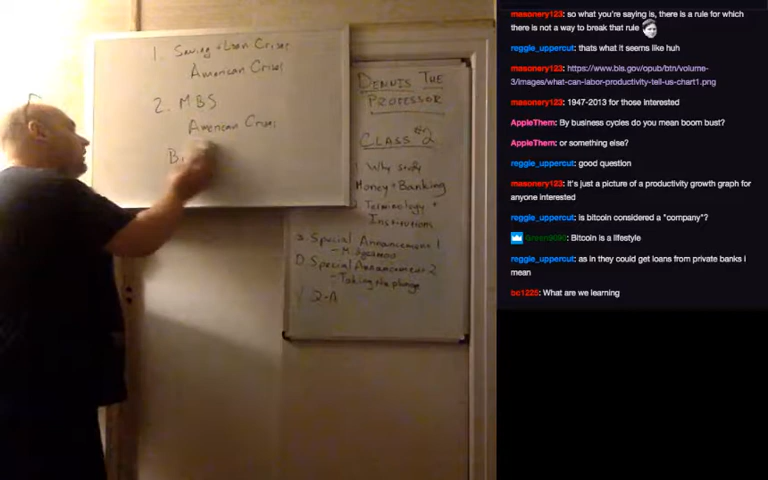 1. Saving + Loan Crises
American Crises
2. MBS
American Crises
B
DENNIS THE
PROFESSOR
CLASS 2
1. Why study
Money + Banking
2. Terminology +
Institutions
3. Special Announcement 1
D. Special Announcement 2
- Taking the plunge
V Q-A
masonery123: so what you're saying is, there is a rule for which
there is not a way to break that rule
reggie_uppercut: thats what it seems like huh
masonery123: https://www.bls.gov/opub/btn/volume-
3/images/what-can-labor-productivity-tell-us-chart1.png
masonery123: 1947-2013 for those interested
AppleThem: By business cycles do you mean boom bust?
AppleThem: or something else?
reggie_uppercut: good question
masonery123: It's just a picture of a productivity growth graph for
anyone interested
reggie_uppercut: is bitcoin considered a "company"?
Bitcoin is a lifestyle
reggie_uppercut: as in they could get loans from private banks i
mean
bc1225: What are we learning